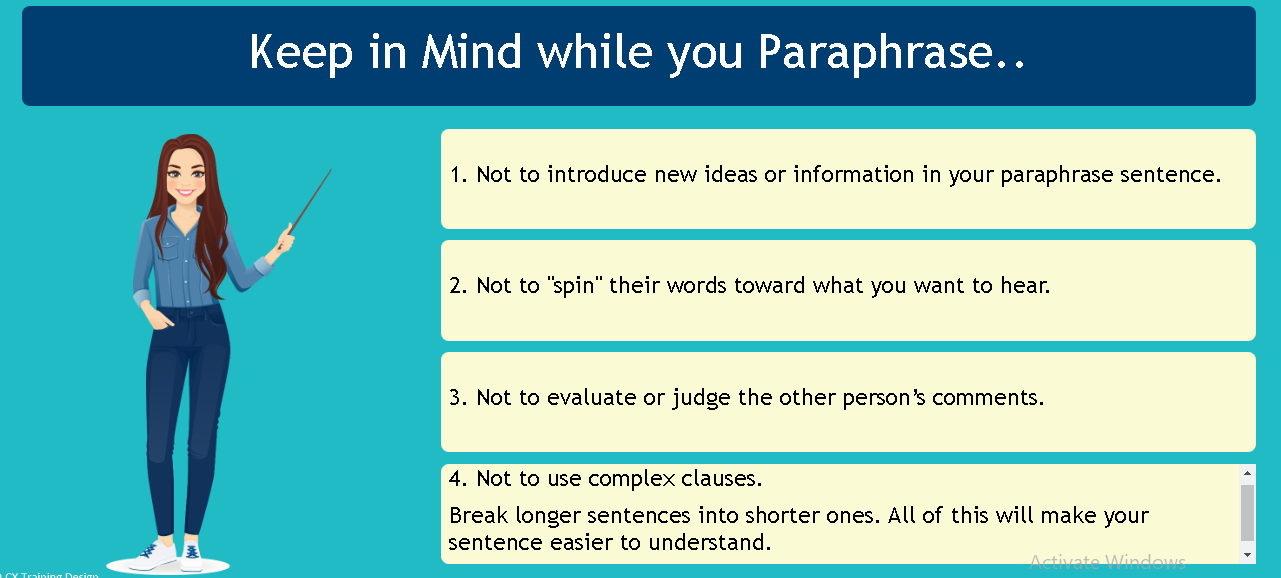 Keep in Mind while you Paraphrase..
1. Not to introduce new ideas or information in your paraphrase sentence.
2. Not to "spin" their words toward what you want to hear.
3. Not to evaluate or judge the other person’s comments.
4. Not to use complex clauses.
Break longer sentences into shorter ones. All of this will make your
sentence easier to understand.
Activate Windows
CX Training Design